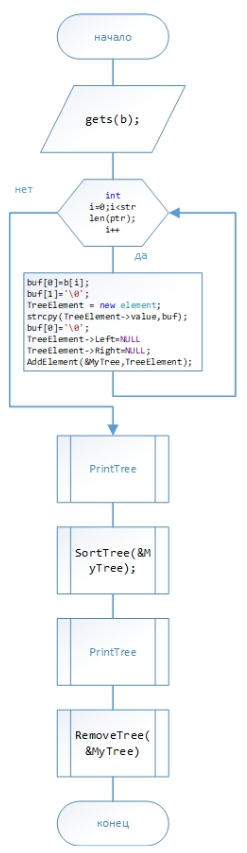 начало
gets(b);
нет
int
i=0;i<str
len(ptr);
i++
да
buf[0]=b[i];
buf[1]='\0';
TreeElement = new element;
strcpy(TreeElement->value,buf);
buf[0]='\0';
TreeElement->Left=NULL
TreeElement->Right=NULL;
AddElement(&MyTree,TreeElement);
PrintTree
SortTree(&M
yTree);
PrintTree
RemoveTree(
&MyTree)
конец